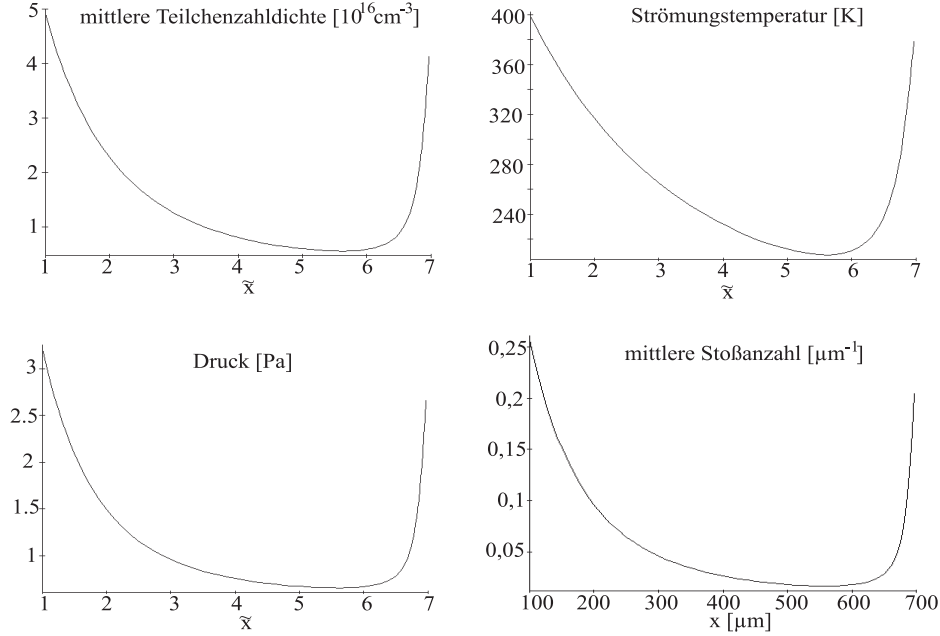 mittlere Teilchenzahldichte [10¹⁶cm⁻³]
5
4
3
2
1
1 2 3 4 5 6 7
x̃
Strömungstemperatur [K]
400
360
320
280
240
1 2 3 4 5 6 7
x̃
Druck [Pa]
3
2.5
2
1.5
1
1 2 3 4 5 6 7
x̃
mittlere Stoßanzahl [µm⁻¹]
0,25
0,2
0,15
0,1
0,05
100 200 300 400 500 600 700
x [µm]